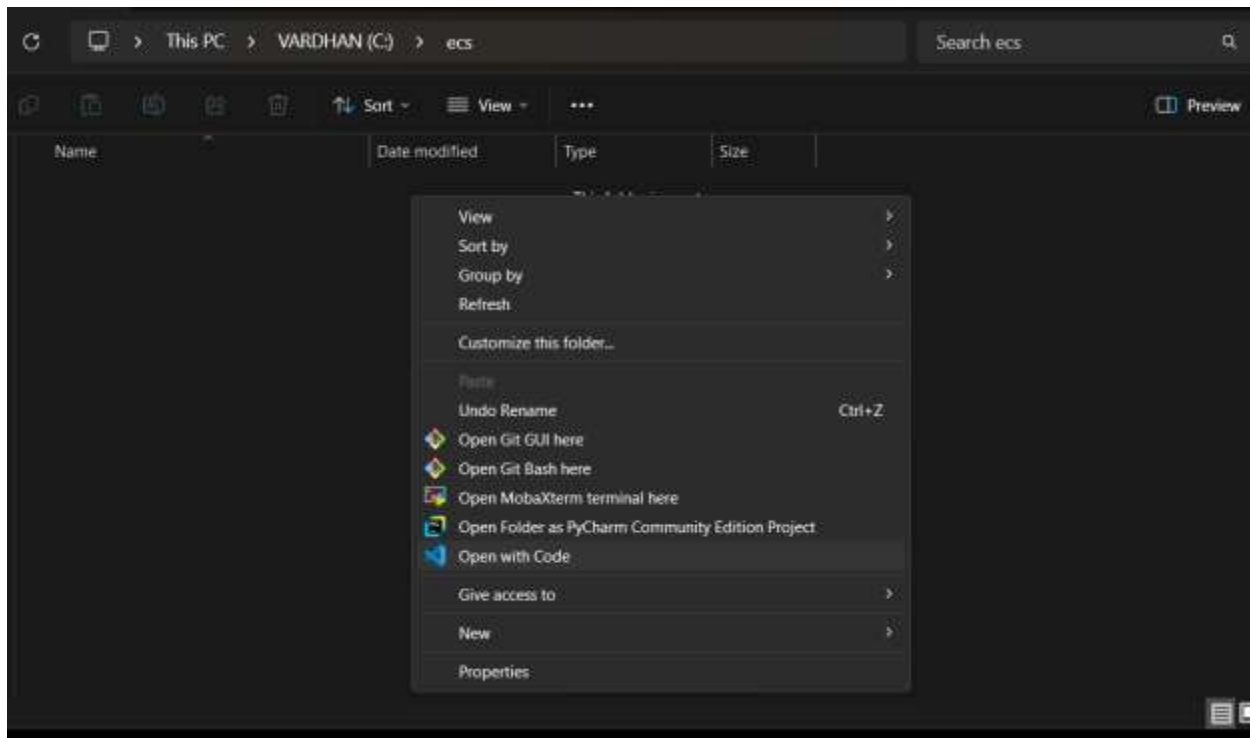 This PC > VARDHAN (C:) > ecs
Search ecs
Sort
View
•••
Preview
Name
Date modified
Type
Size
View
Sort by
Group by
Refresh
Customize this folder...
Paste
Undo Rename Ctrl+Z
Open Git GUI here
Open Git Bash here
Open MobaXterm terminal here
Open Folder as PyCharm Community Edition Project
Open with Code
Give access to
New
Properties